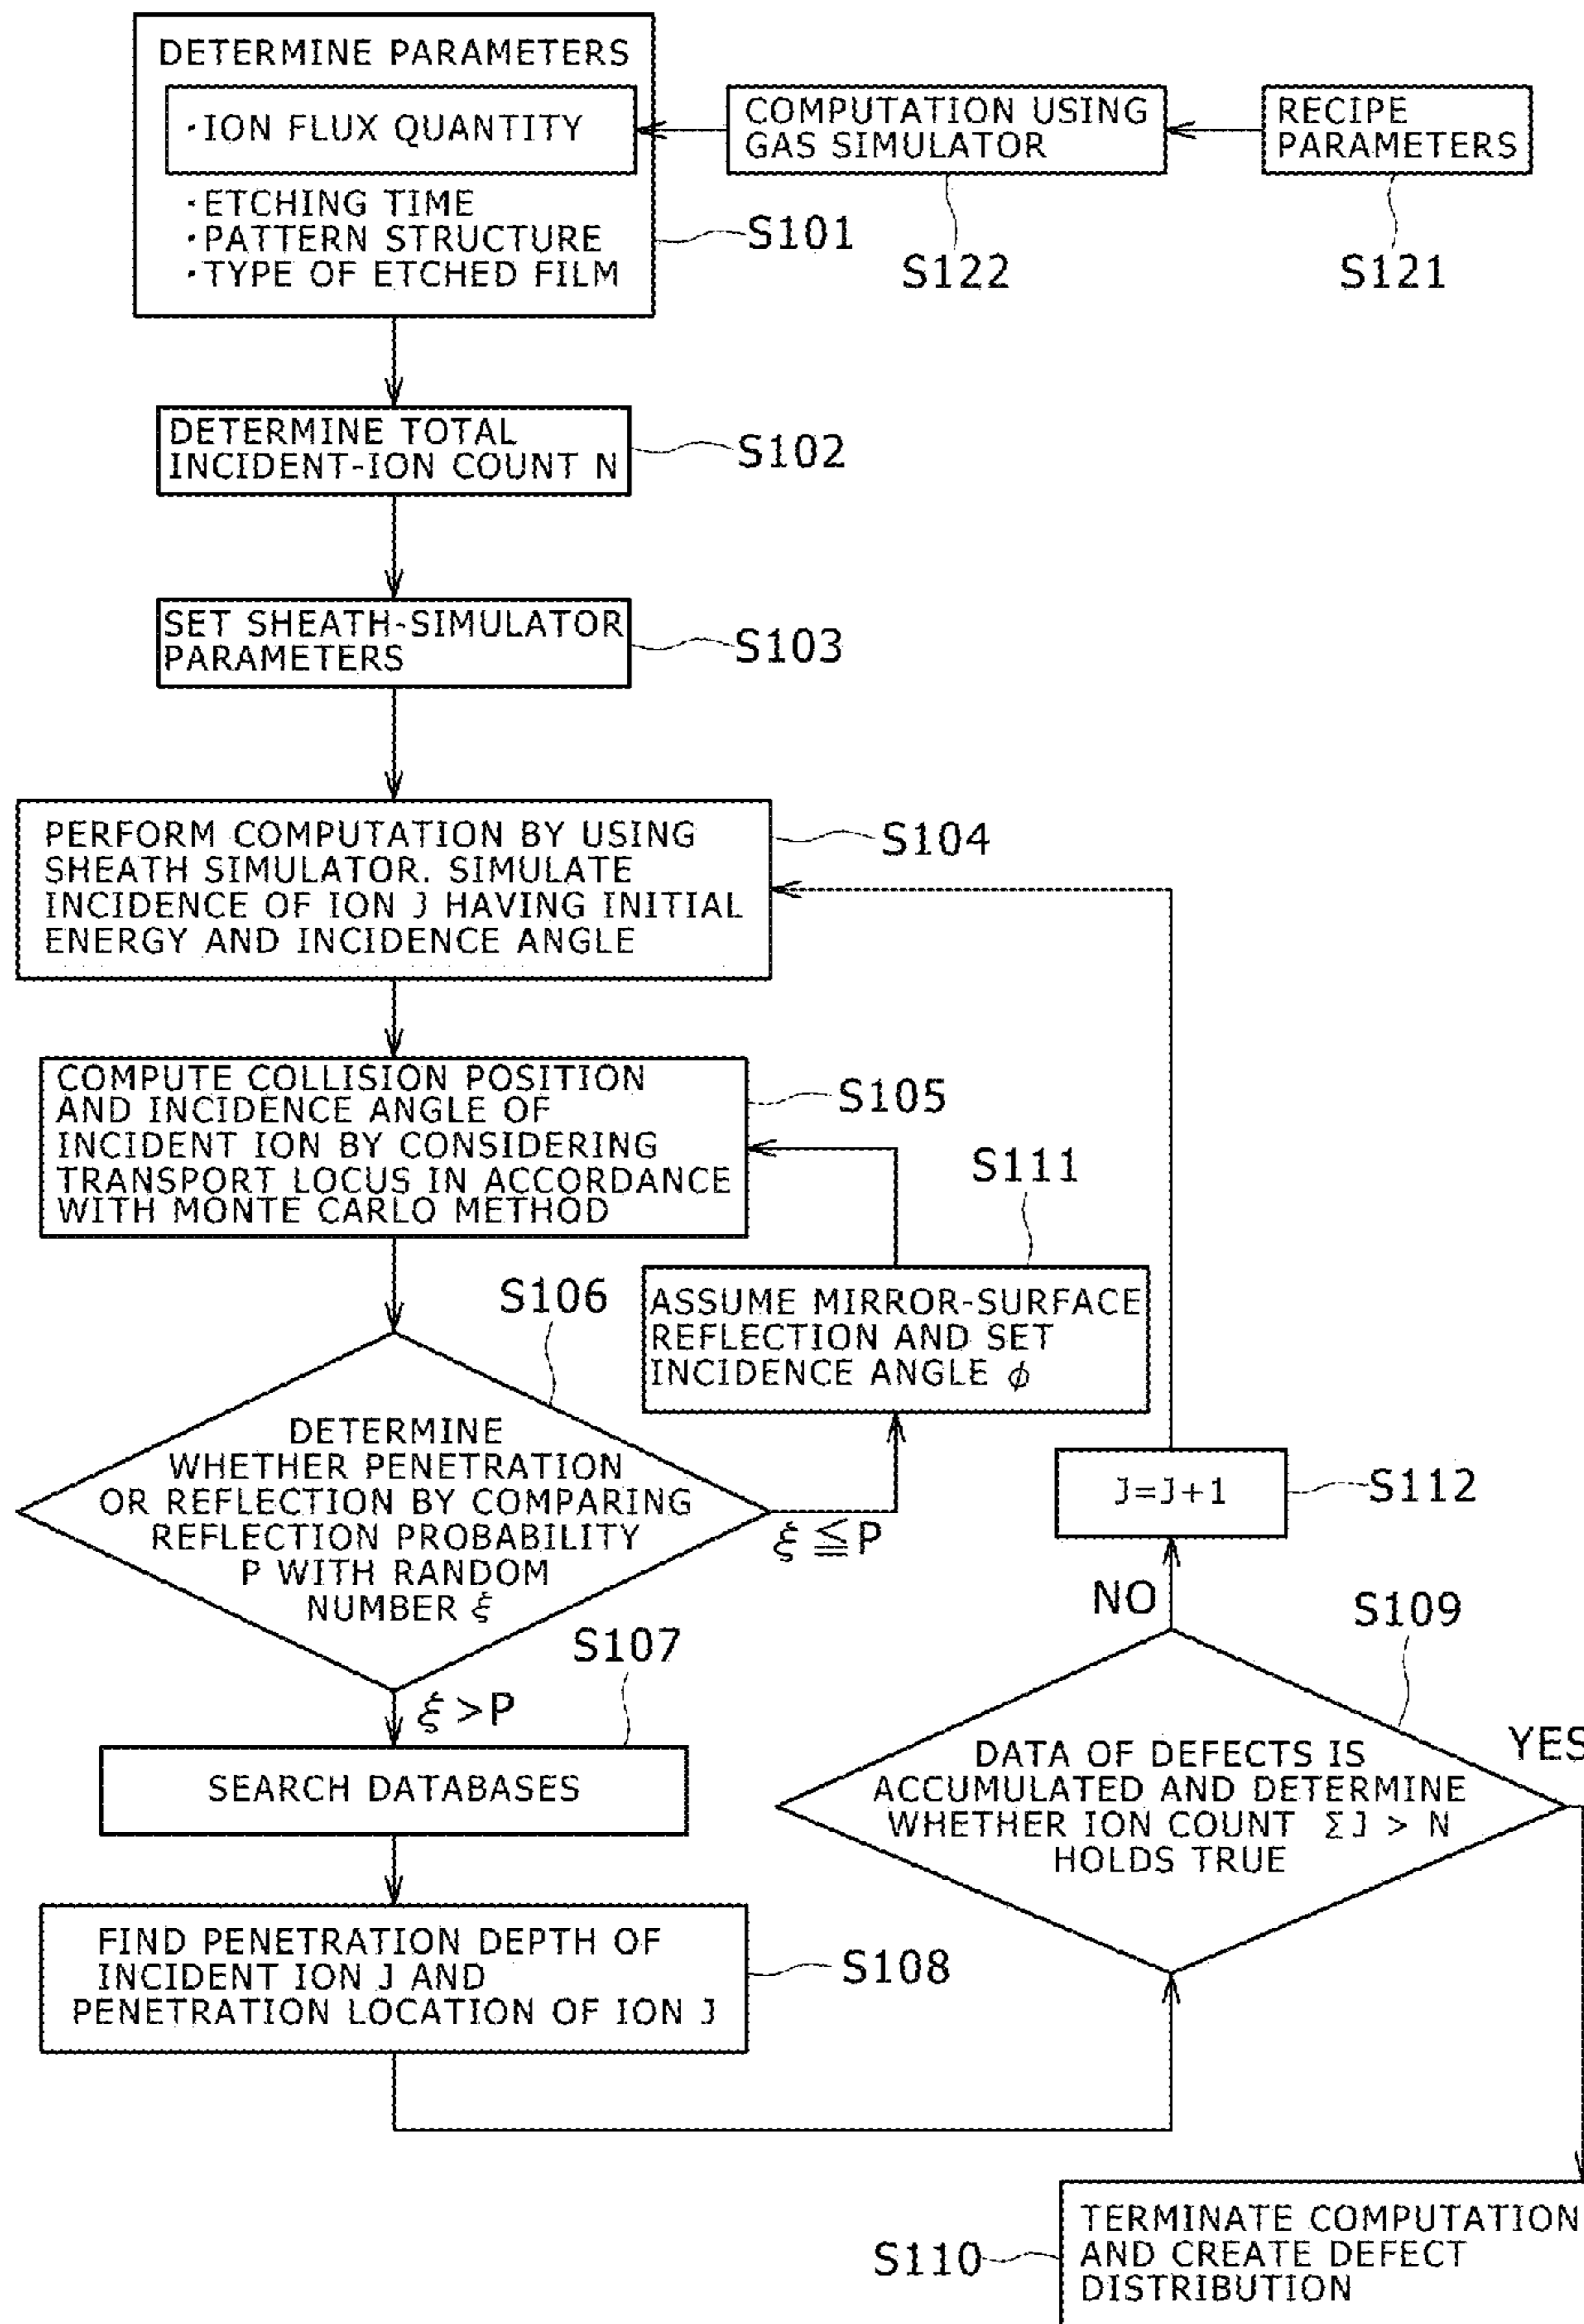 DETERMINE PARAMETERS
·ION FLUX QUANTITY
·ETCHING TIME
·PATTERN STRUCTURE
·TYPE OF ETCHED FILM
S101
COMPUTATION USING
GAS SIMULATOR
S122
RECIPE
PARAMETERS
S121
DETERMINE TOTAL
INCIDENT-ION COUNT N
S102
SET SHEATH-SIMULATOR
PARAMETERS
S103
PERFORM COMPUTATION BY USING
SHEATH SIMULATOR. SIMULATE
INCIDENCE OF ION J HAVING INITIAL
ENERGY AND INCIDENCE ANGLE
S104
COMPUTE COLLISION POSITION
AND INCIDENCE ANGLE OF
INCIDENT ION BY CONSIDERING
TRANSPORT LOCUS IN ACCORDANCE
WITH MONTE CARLO METHOD
S105
S111
ASSUME MIRROR-SURFACE
REFLECTION AND SET
INCIDENCE ANGLE ϕ
S106
DETERMINE
WHETHER PENETRATION
OR REFLECTION BY COMPARING
REFLECTION PROBABILITY
P WITH RANDOM
NUMBER ξ
ξ ≦ P
ξ > P
J=J+1
S112
NO
S109
S107
SEARCH DATABASES
DATA OF DEFECTS IS
ACCUMULATED AND DETERMINE
WHETHER ION COUNT ΣJ > N
HOLDS TRUE
YES
FIND PENETRATION DEPTH OF
INCIDENT ION J AND
PENETRATION LOCATION OF ION J
S108
TERMINATE COMPUTATION
AND CREATE DEFECT
DISTRIBUTION
S110